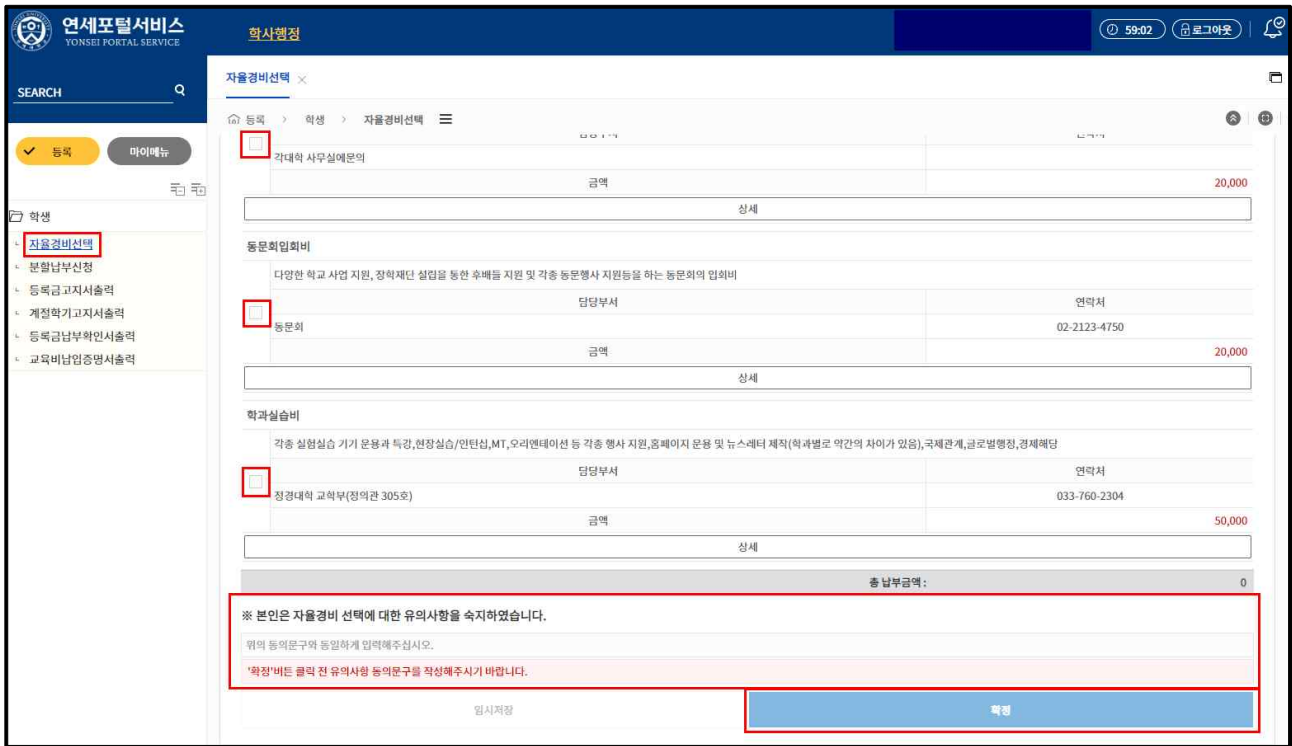 연세포털서비스
YONSEI PORTAL SERVICE
학사행정
59:02
로그아웃
SEARCH
자율경비선택
등록 > 학생 > 자율경비선택
등록
마이메뉴
학생
자율경비선택
분할납부신청
등록금고지서출력
계절학기고지서출력
등록금납부확인서출력
교육비납입증명서출력
각대학 사무실에문의
금액 20,000
상세
동문회입회비
다양한 학교 사업 지원, 장학재단 설립을 통한 후배들 지원 및 각종 동문행사 지원등을 하는 동문회의 입회비
담당부서 연락처
동문회 02-2123-4750
금액 20,000
상세
학과실습비
각종 실험실습 기기 운용과 특강,현장실습/인턴십,MT,오리엔테이션 등 각종 행사 지원,홈페이지 운용 및 뉴스레터 제작(학과별로 약간의 차이가 있음),국제관계,글로벌행정,경제해당
담당부서 연락처
정경대학 교학부(정의관 305호) 033-760-2304
금액 50,000
상세
총 납부금액 : 0
※ 본인은 자율경비 선택에 대한 유의사항을 숙지하였습니다.
위의 동의문구와 동일하게 입력해주십시오.
'확정'버튼 클릭 전 유의사항 동의문구를 작성해주시기 바랍니다.
임시저장
확정